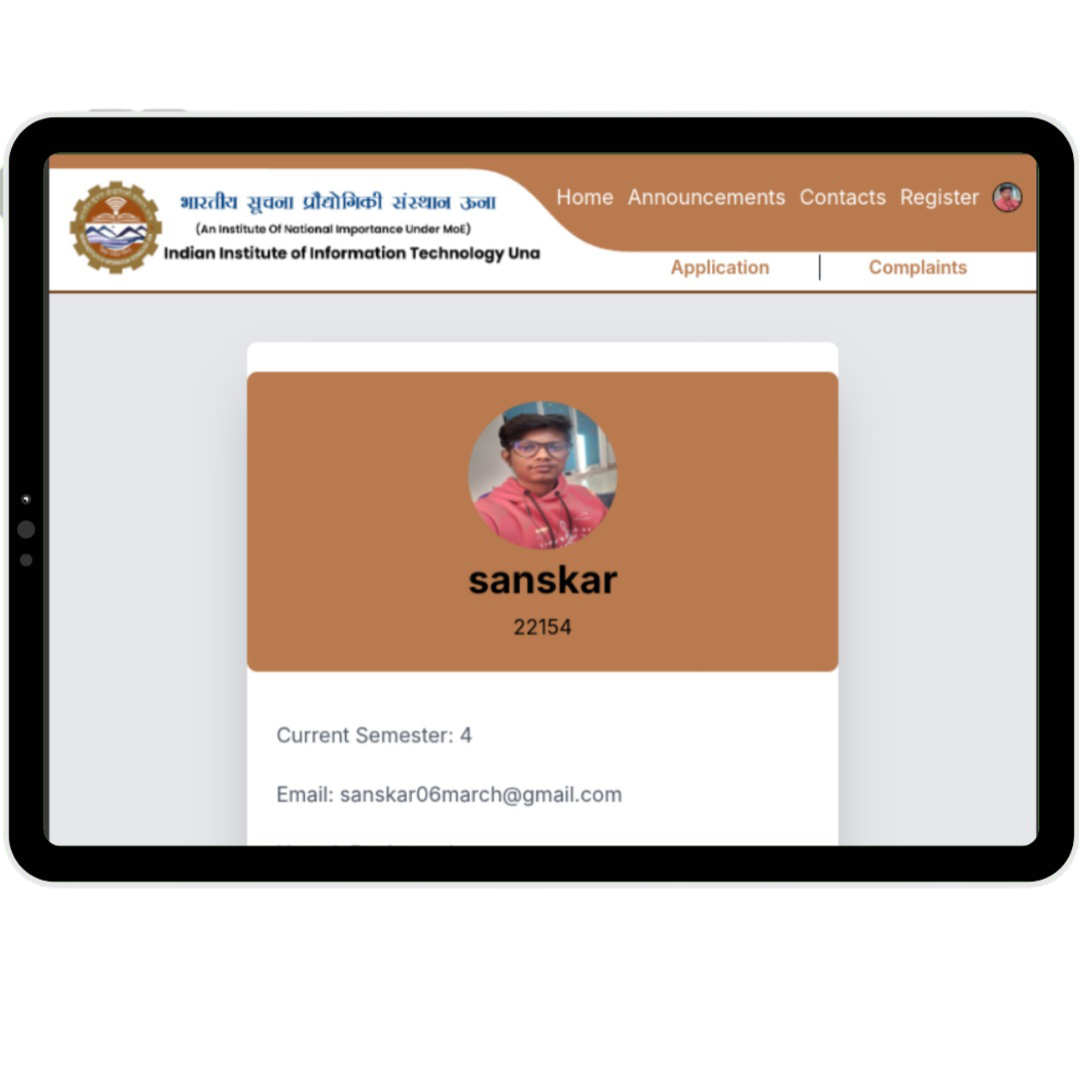 भारतीय सूचना प्रौद्योगिकी संस्थान ऊना
(An Institute Of National Importance Under MoE)
Indian Institute of Information Technology Una
Home Announcements Contacts Register
Application | Complaints
sanskar
22154
Current Semester: 4
Email: sanskar06march@gmail.com